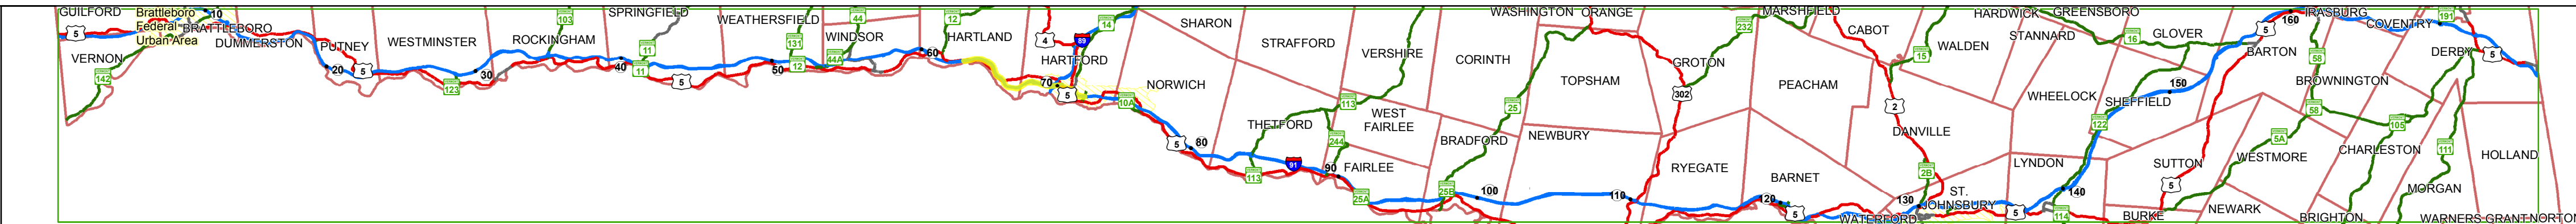 GUILFORD
Brattleboro
Federal
Urban Area
BRATTLEBORO
10
5
VERNON
142
DUMMERSTON
PUTNEY
20
5
WESTMINSTER
123
30
ROCKINGHAM
103
SPRINGFIELD
40
11
11
5
WEATHERSFIELD
50
131
12
44
WINDSOR
44A
60
12
HARTLAND
4
89
14
HARTFORD
70
5
10A
NORWICH
SHARON
5
80
STRAFFORD
THETFORD
113
91
VERSHIRE
113
WEST
FAIRLEE
244
90
FAIRLEE
25A
CORINTH
BRADFORD
25
25B
100
WASHINGTON
ORANGE
TOPSHAM
NEWBURY
110
GROTON
302
232
RYEGATE
MARSHFIELD
PEACHAM
BARNET
120
5
CABOT
2
DANVILLE
2B
130
WATERFORD
ST.
JOHNSBURY
15
WALDEN
HARDWICK
STANNARD
GREENSBORO
16
GLOVER
WHEELOCK
SHEFFIELD
122
LYNDON
5
140
114
150
BARTON
5
160
IRASBURG
SUTTON
5
BURKE
NEWARK
WESTMORE
5A
58
58
BROWNINGTON
COVENTRY
191
DERBY
5
105
CHARLESTON
111
BRIGHTON
MORGAN
HOLLAND
WARNERS GRANT
NORTO